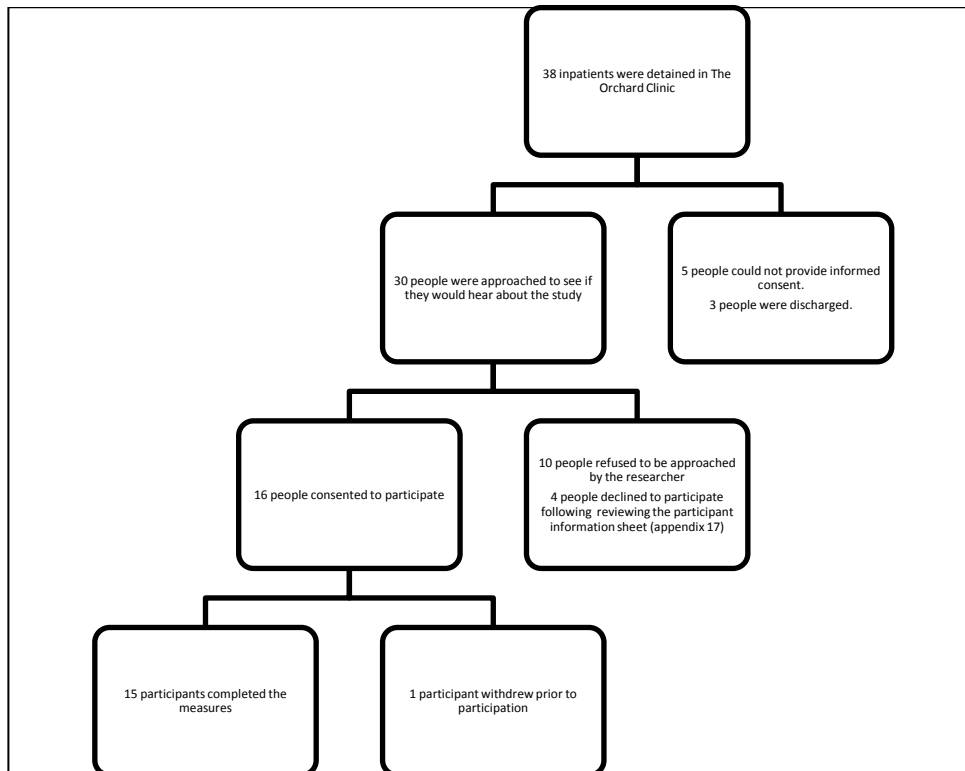 38 inpatients were detained in The
Orchard Clinic
30 people were approached to see if
they would hear about the study
5 people could not provide informed
consent.
3 people were discharged.
16 people consented to participate
10 people refused to be approached
by the researcher
4 people declined to participate
following reviewing the participant
information sheet (appendix 17)
15 participants completed the
measures
1 participant withdrew prior to
participation